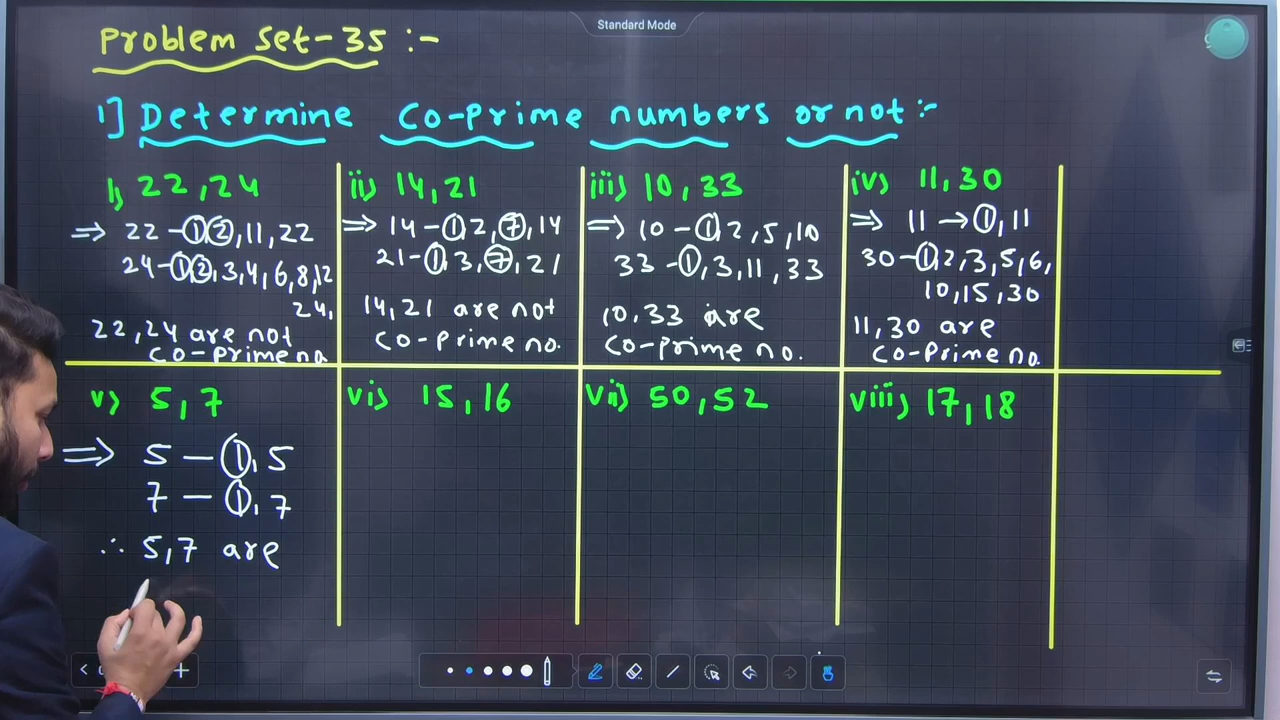 Standard Mode
Problem set-35 :-
1] Determine co-prime numbers or not:-
i) 22,24
⇒ 22 - 1, 2, 11, 22
24 - 1, 2, 3, 4, 6, 8, 12
24,
22,24 are not
co-prime no
ii) 14,21
⇒ 14 - 1, 2, 7, 14
21 - 1, 3, 7, 21
14,21 are not
co-prime no.
iii) 10,33
⇒ 10 - 1, 2, 5, 10
33 - 1, 3, 11, 33
10,33 are
co-prime no.
iv) 11,30
⇒ 11 → 1, 11
30 - 1, 2, 3, 5, 6,
10, 15, 30
11,30 are
co-prime no.
v) 5,7
⇒ 5 - 1, 5
7 - 1, 7
∴ 5,7 are
vi) 15,16
vii) 50,52
viii) 17,18